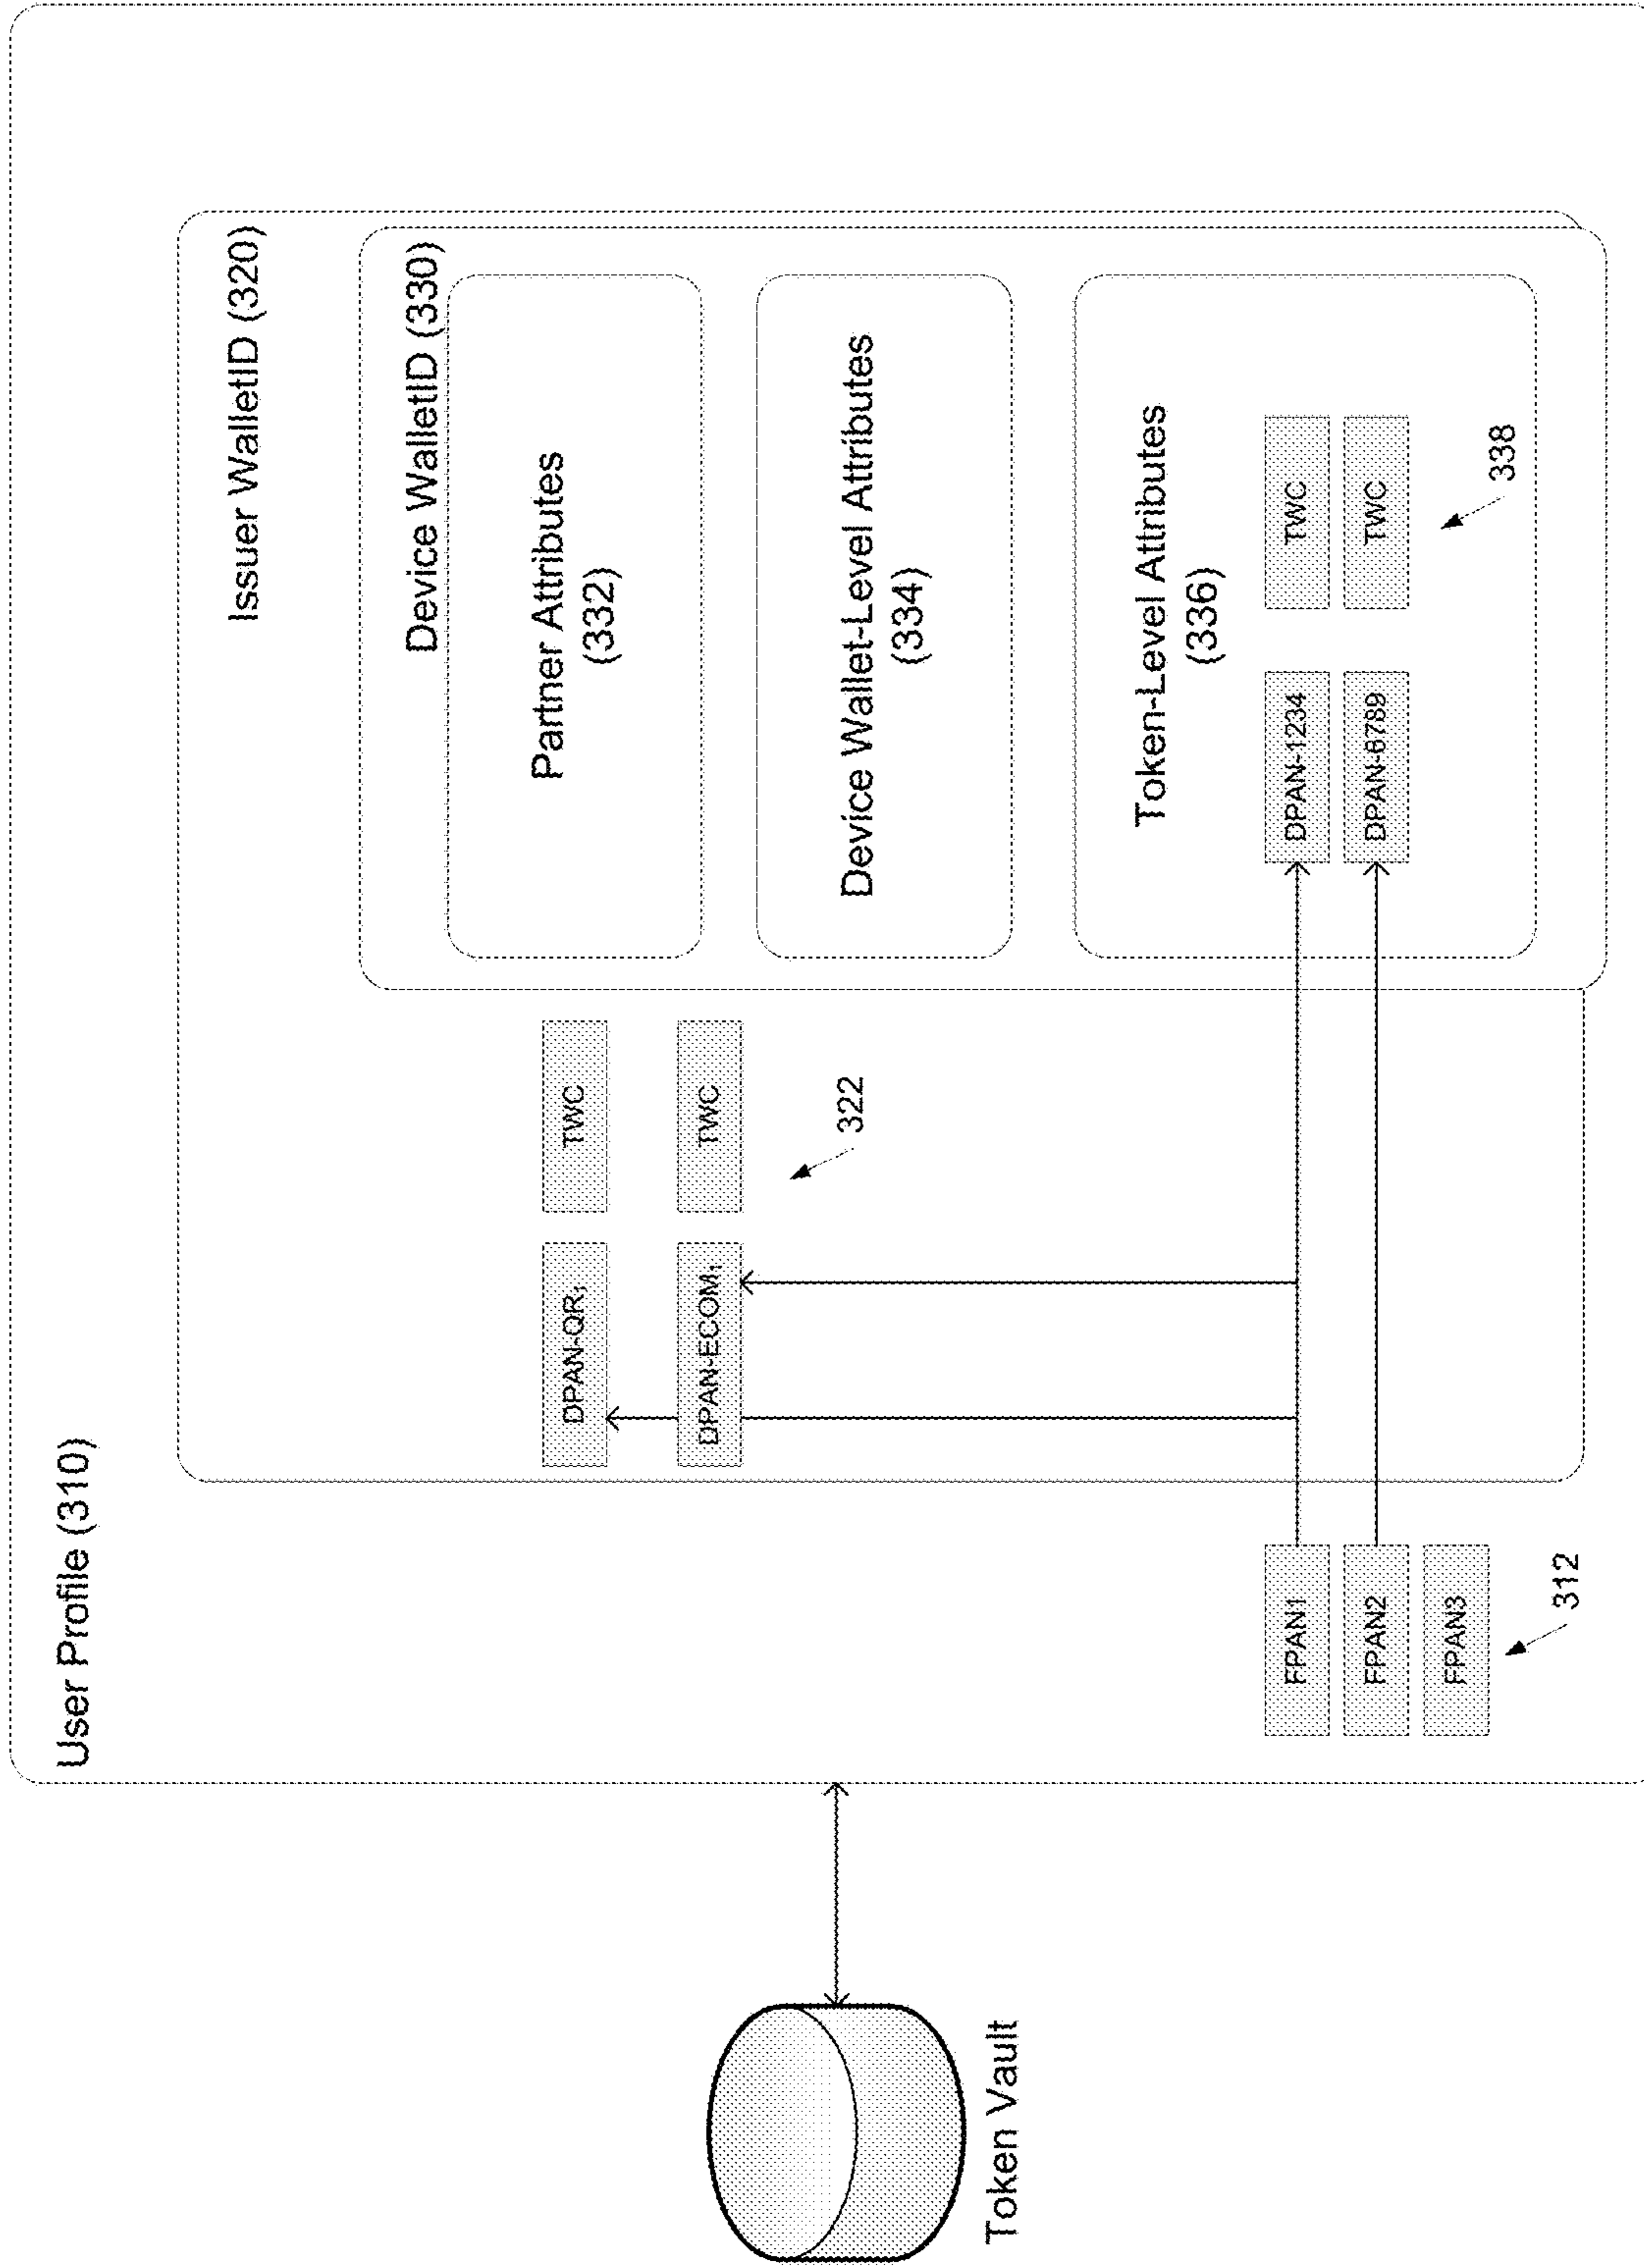 User Profile (310)
Issuer WalletID (320)
Device WalletID (330)
Partner Attributes
(332)
Device Wallet-Level Attributes
(334)
Token-Level Attributes
(336)
DPAN-QR₁
TWC
DPAN-ECOM₁
TWC
322
FPAN1
DPAN-1234
TWC
FPAN2
DPAN-6789
TWC
FPAN3
338
312
Token Vault